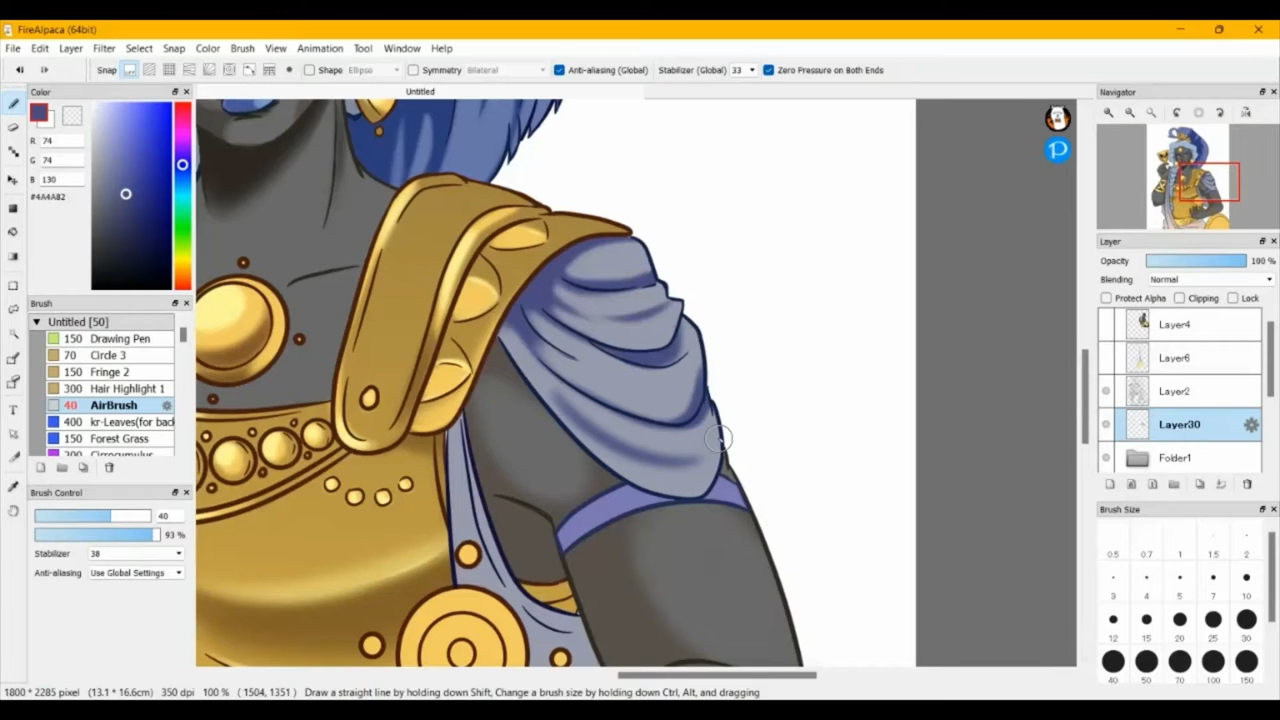 FireAlpaca (64bit)
File Edit Layer Filter Select Snap Color Brush View Animation Tool Window Help
Snap Shape Ellipse Symmetry Bilateral Anti-aliasing (Global) Stabilizer (Global) 33 Zero Pressure on Both Ends
Color
R 74
G 74
B 130
#4A4A82
Brush
Untitled [50]
150 Drawing Pen
70 Circle 3
150 Fringe 2
300 Hair Highlight 1
40 AirBrush
400 kr-Leaves(for back
150 Forest Grass
Brush Control
40
93 %
Stabilizer 38
Anti-aliasing Use Global Settings
Untitled
Navigator
Layer
Opacity 100 %
Blending Normal
Protect Alpha Clipping Lock
Layer4
Layer6
Layer2
Layer30
Folder1
Brush Size
0.5 0.7 1 1.5 2
3 4 5 7 10
12 15 20 25 30
40 50 70 100 150
1800 * 2285 pixel (13.1 * 16.6cm) 350 dpi 100 % ( 1504, 1351 ) Draw a straight line by holding down Shift, Change a brush size by holding down Ctrl, Alt, and dragging